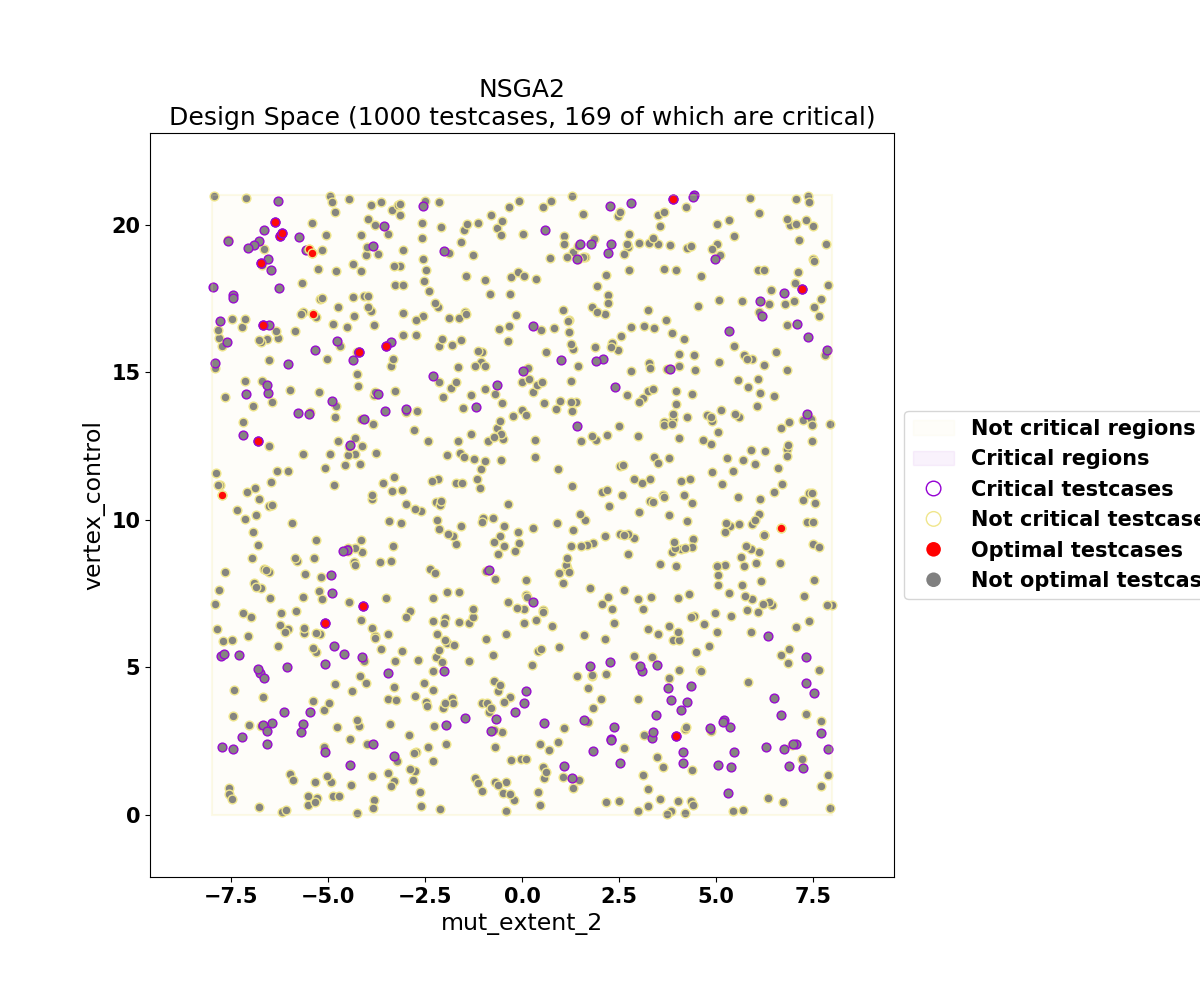 NSGA2
Design Space (1000 testcases, 169 of which are critical)
20
15
10
5
0
vertex_control
−7.5 −5.0 −2.5 0.0 2.5 5.0 7.5
mut_extent_2
Not critical regions
Critical regions
Critical testcases
Not critical testcase
Optimal testcases
Not optimal testcas